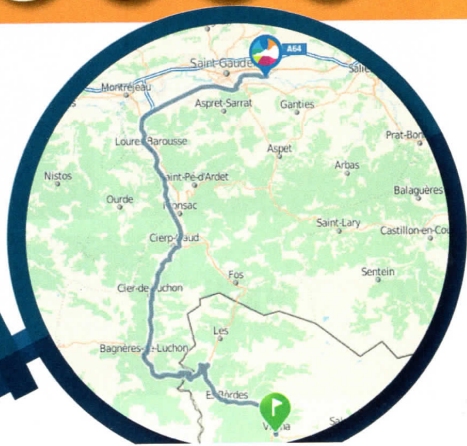 A64
Saint-Gaude
Montréjeau
Aspret-Sarrat
Ganties
Loures-Barousse
Prat-Bon
Aspet
Nistos
Arbas
Saint-Pé-d'Ardet
Balaguères
Ourde
Saint-Lary
Castillon-en-Cou
Cierp-Gaud
Fos
Sentein
Cier-de-Luchon
Les
Bagnères-de-Luchon
Es Bòrdes